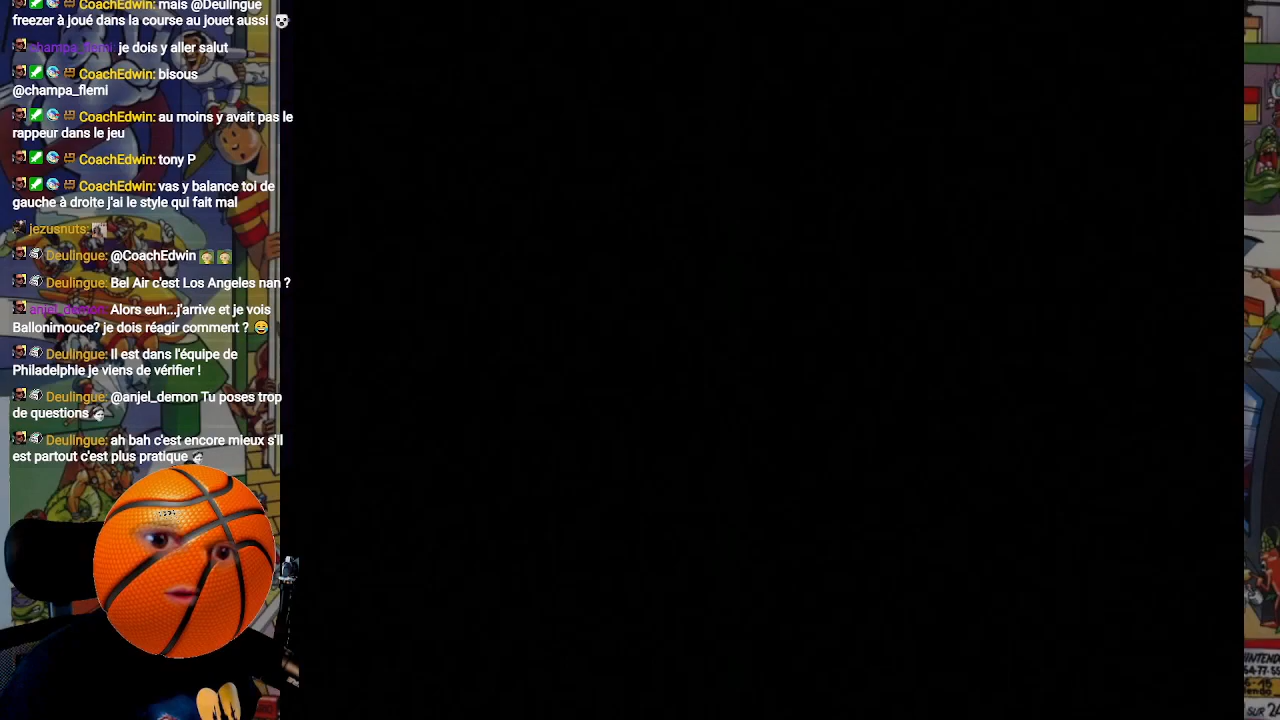 CoachEdwin: mais @Deulingue
freezer à joué dans la course au jouet aussi
champa_flemi: je dois y aller salut
CoachEdwin: bisous
@champa_flemi
CoachEdwin: au moins y avait pas le
rappeur dans le jeu
CoachEdwin: tony P
CoachEdwin: vas y balance toi de
gauche à droite j'ai le style qui fait mal
jezusnuts:
Deulingue: @CoachEdwin
Deulingue: Bel Air c'est Los Angeles nan ?
anjel_demon: Alors euh...j'arrive et je vois
Ballonimouce? je dois réagir comment ? 😄
Deulingue: Il est dans l'équipe de
Philadelphie je viens de vérifier !
Deulingue: @anjel_demon Tu poses trop
de questions
Deulingue: ah bah c'est encore mieux s'il
est partout c'est plus pratique
SUR